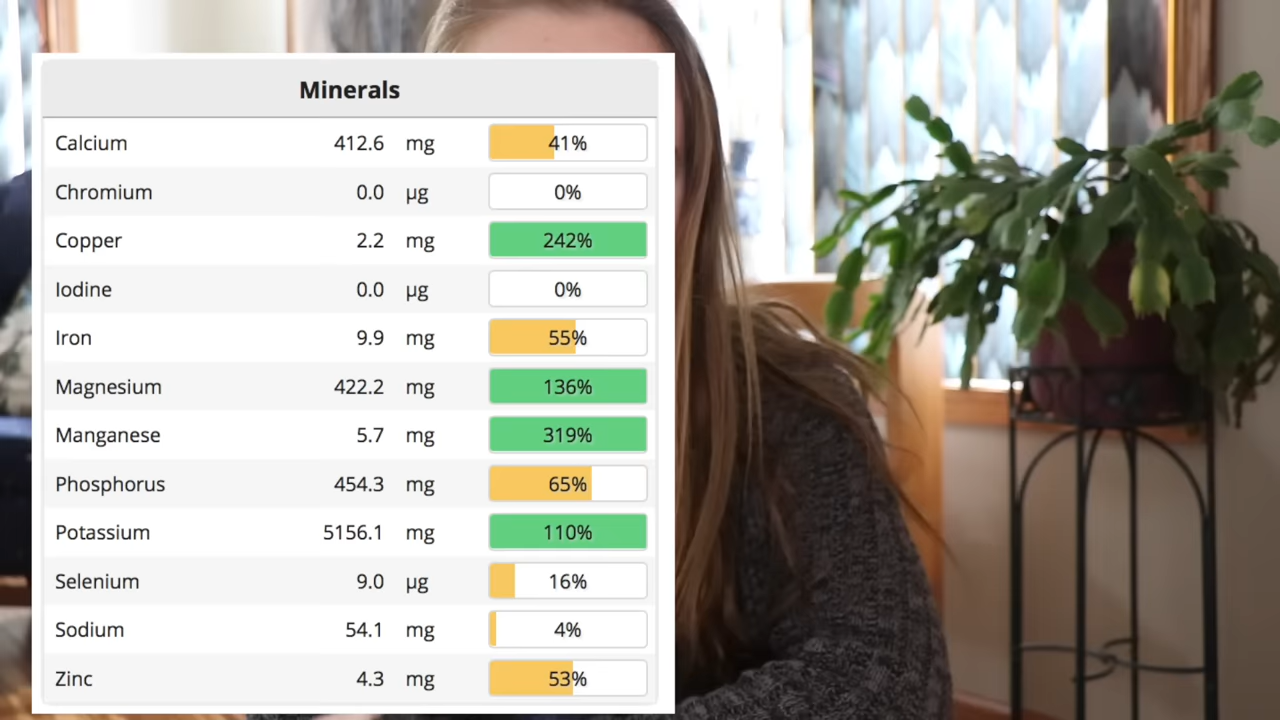 Minerals
Calcium 412.6 mg 41%
Chromium 0.0 µg 0%
Copper 2.2 mg 242%
Iodine 0.0 µg 0%
Iron 9.9 mg 55%
Magnesium 422.2 mg 136%
Manganese 5.7 mg 319%
Phosphorus 454.3 mg 65%
Potassium 5156.1 mg 110%
Selenium 9.0 µg 16%
Sodium 54.1 mg 4%
Zinc 4.3 mg 53%